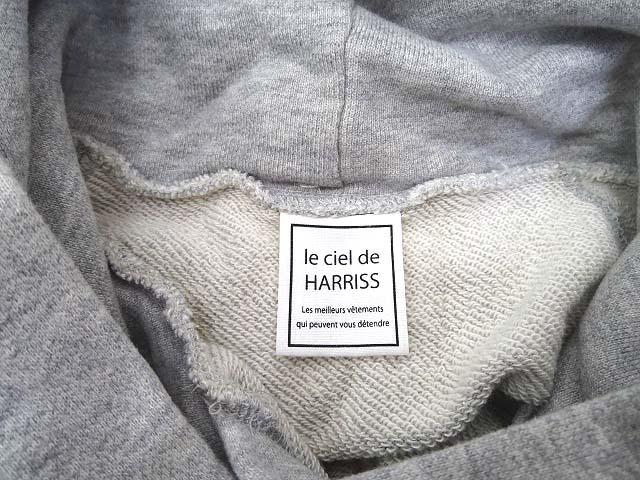 le ciel de
HARRISS
Les meilleurs vêtements
qui peuvent vous détendre